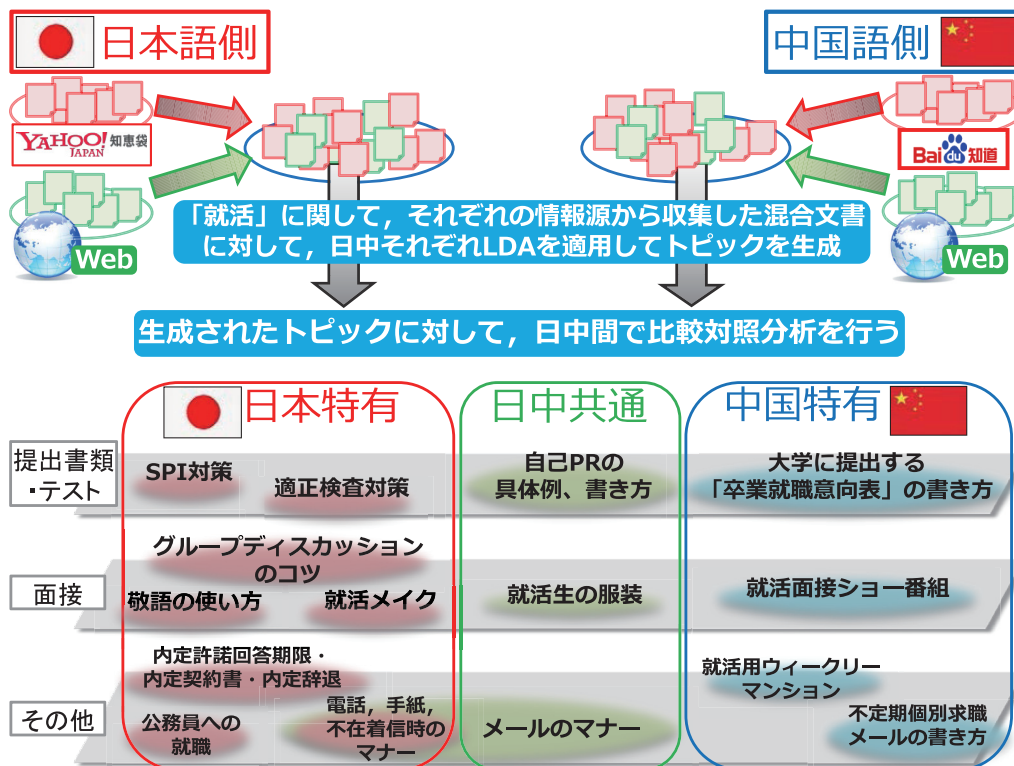 日本語側
中国語側
YAHOO! 知恵袋
JAPAN
Bai du 知道
Web
Web
「就活」に関して，それぞれの情報源から収集した混合文書
に対して，日中それぞれLDAを適用してトピックを生成
生成されたトピックに対して，日中間で比較対照分析を行う
日本特有
日中共通
中国特有
提出書類
・テスト
SPI対策
適正検査対策
自己PRの
具体例、書き方
大学に提出する
「卒業就職意向表」の書き方
面接
グループディスカッション
のコツ
敬語の使い方
就活メイク
就活生の服装
就活面接ショー番組
その他
内定許諾回答期限・
内定契約書・内定辞退
公務員への
就職
電話，手紙，
不在着信時の
マナー
メールのマナー
就活用ウィークリー
マンション
不定期個別求職
メールの書き方